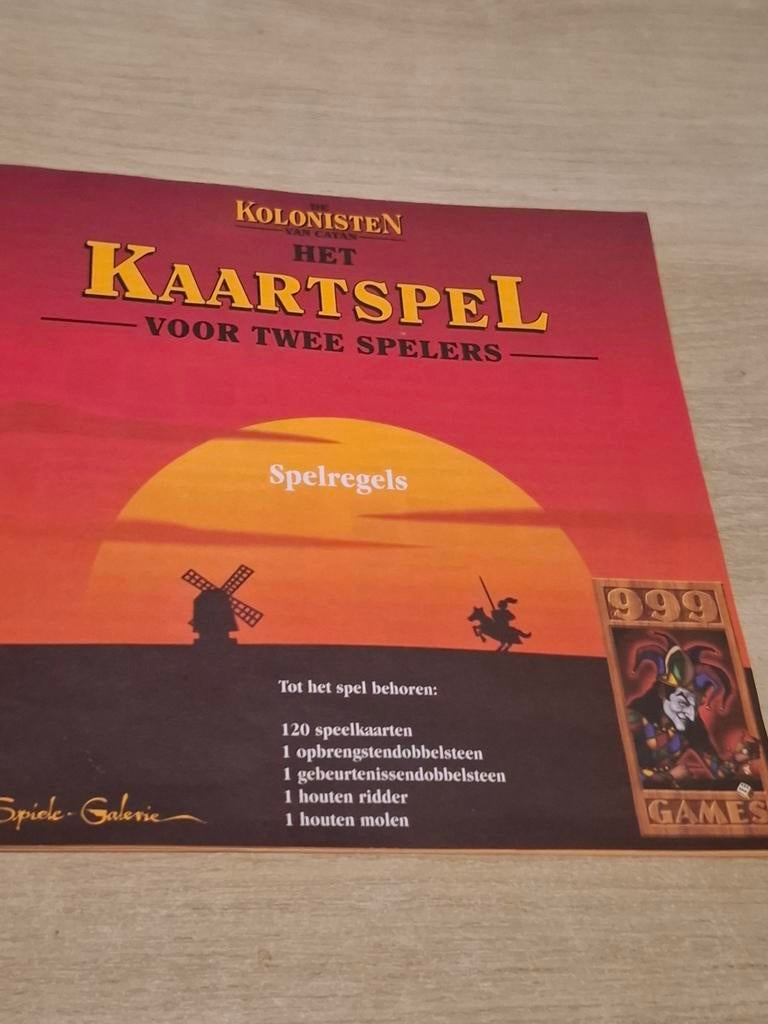 DE
KOLONISTEN
VAN CATAN
HET
KAARTSPEL
VOOR TWEE SPELERS
Spelregels
999
GAMES
Tot het spel behoren:
120 speelkaarten
1 opbrengstendobbelsteen
1 gebeurtenissendobbelsteen
1 houten ridder
1 houten molen
Spiele-Galerie